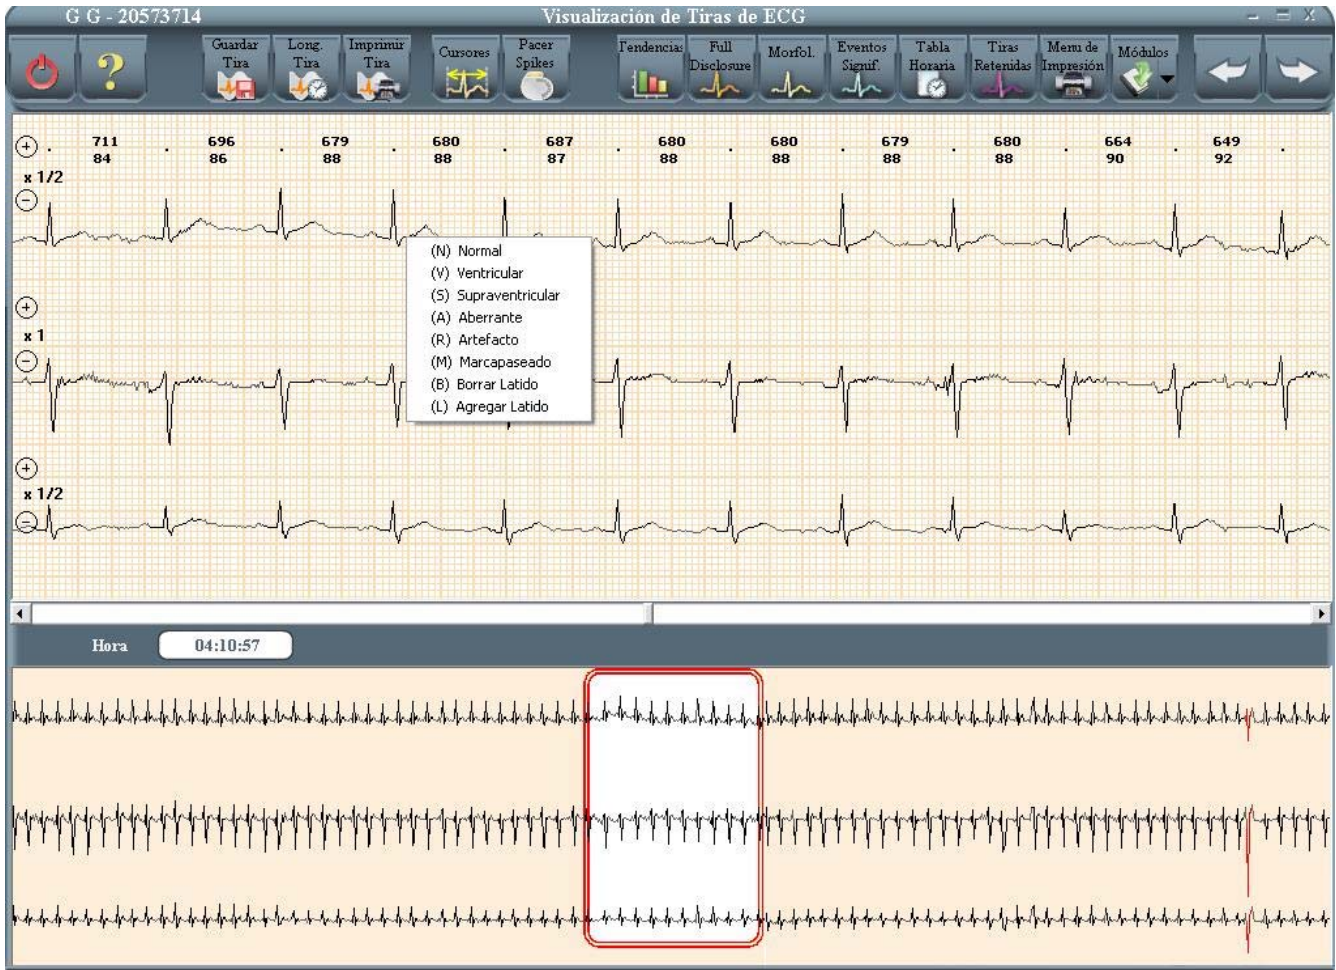 G G - 20573714
Visualización de Tiras de ECG
Guardar Tira
Long. Tira
Imprimir Tira
Cursores
Pacer Spikes
Tendencias
Full Disclosure
Morfol.
Eventos Signif.
Tabla Horaria
Tiras Retenidas
Menu de Impresión
Módulos
711 696 679 680 687 680 680 679 680 664 649
84 86 88 88 87 88 88 88 88 90 92
x 1/2
(N) Normal
(V) Ventricular
(S) Supraventricular
(A) Aberrante
(R) Artefacto
(M) Marcapaseado
(B) Borrar Latido
(L) Agregar Latido
x 1
x 1/2
Hora 04:10:57